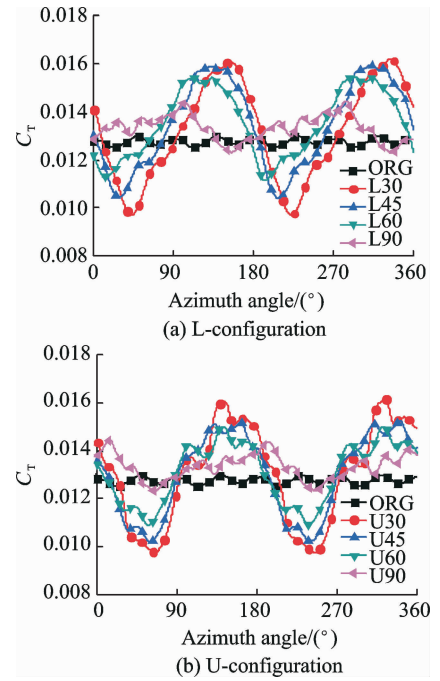 0.018
0.016
0.014
0.012
0.010
0.008
C_T
ORG
L30
L45
L60
L90
0 90 180 270 360
Azimuth angle/(°)
(a) L-configuration
0.018
0.016
0.014
0.012
0.010
0.008
C_T
ORG
U30
U45
U60
U90
0 90 180 270 360
Azimuth angle/(°)
(b) U-configuration